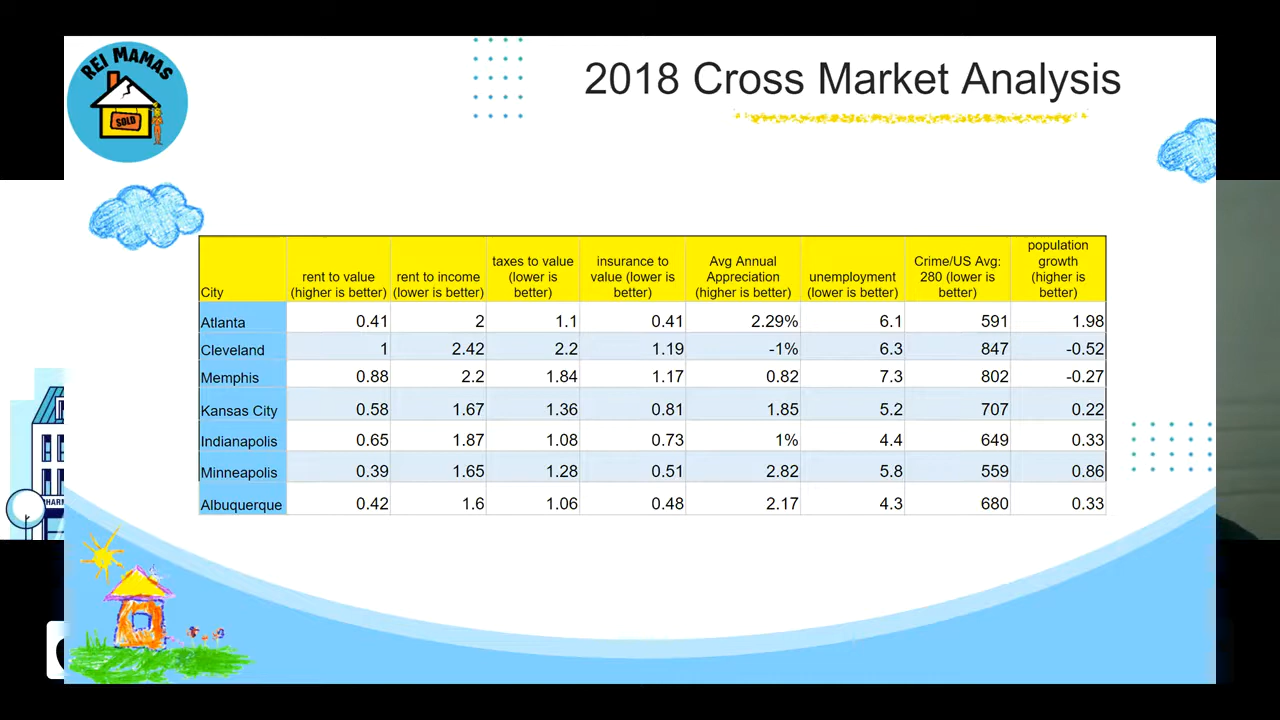 REI MAMAS
SOLD
2018 Cross Market Analysis
City | rent to value (higher is better) | rent to income (lower is better) | taxes to value (lower is better) | insurance to value (lower is better) | Avg Annual Appreciation (higher is better) | unemployment (lower is better) | Crime/US Avg: 280 (lower is better) | population growth (higher is better)
Atlanta 0.41 2 1.1 0.41 2.29% 6.1 591 1.98
Cleveland 1 2.42 2.2 1.19 -1% 6.3 847 -0.52
Memphis 0.88 2.2 1.84 1.17 0.82 7.3 802 -0.27
Kansas City 0.58 1.67 1.36 0.81 1.85 5.2 707 0.22
Indianapolis 0.65 1.87 1.08 0.73 1% 4.4 649 0.33
Minneapolis 0.39 1.65 1.28 0.51 2.82 5.8 559 0.86
Albuquerque 0.42 1.6 1.06 0.48 2.17 4.3 680 0.33